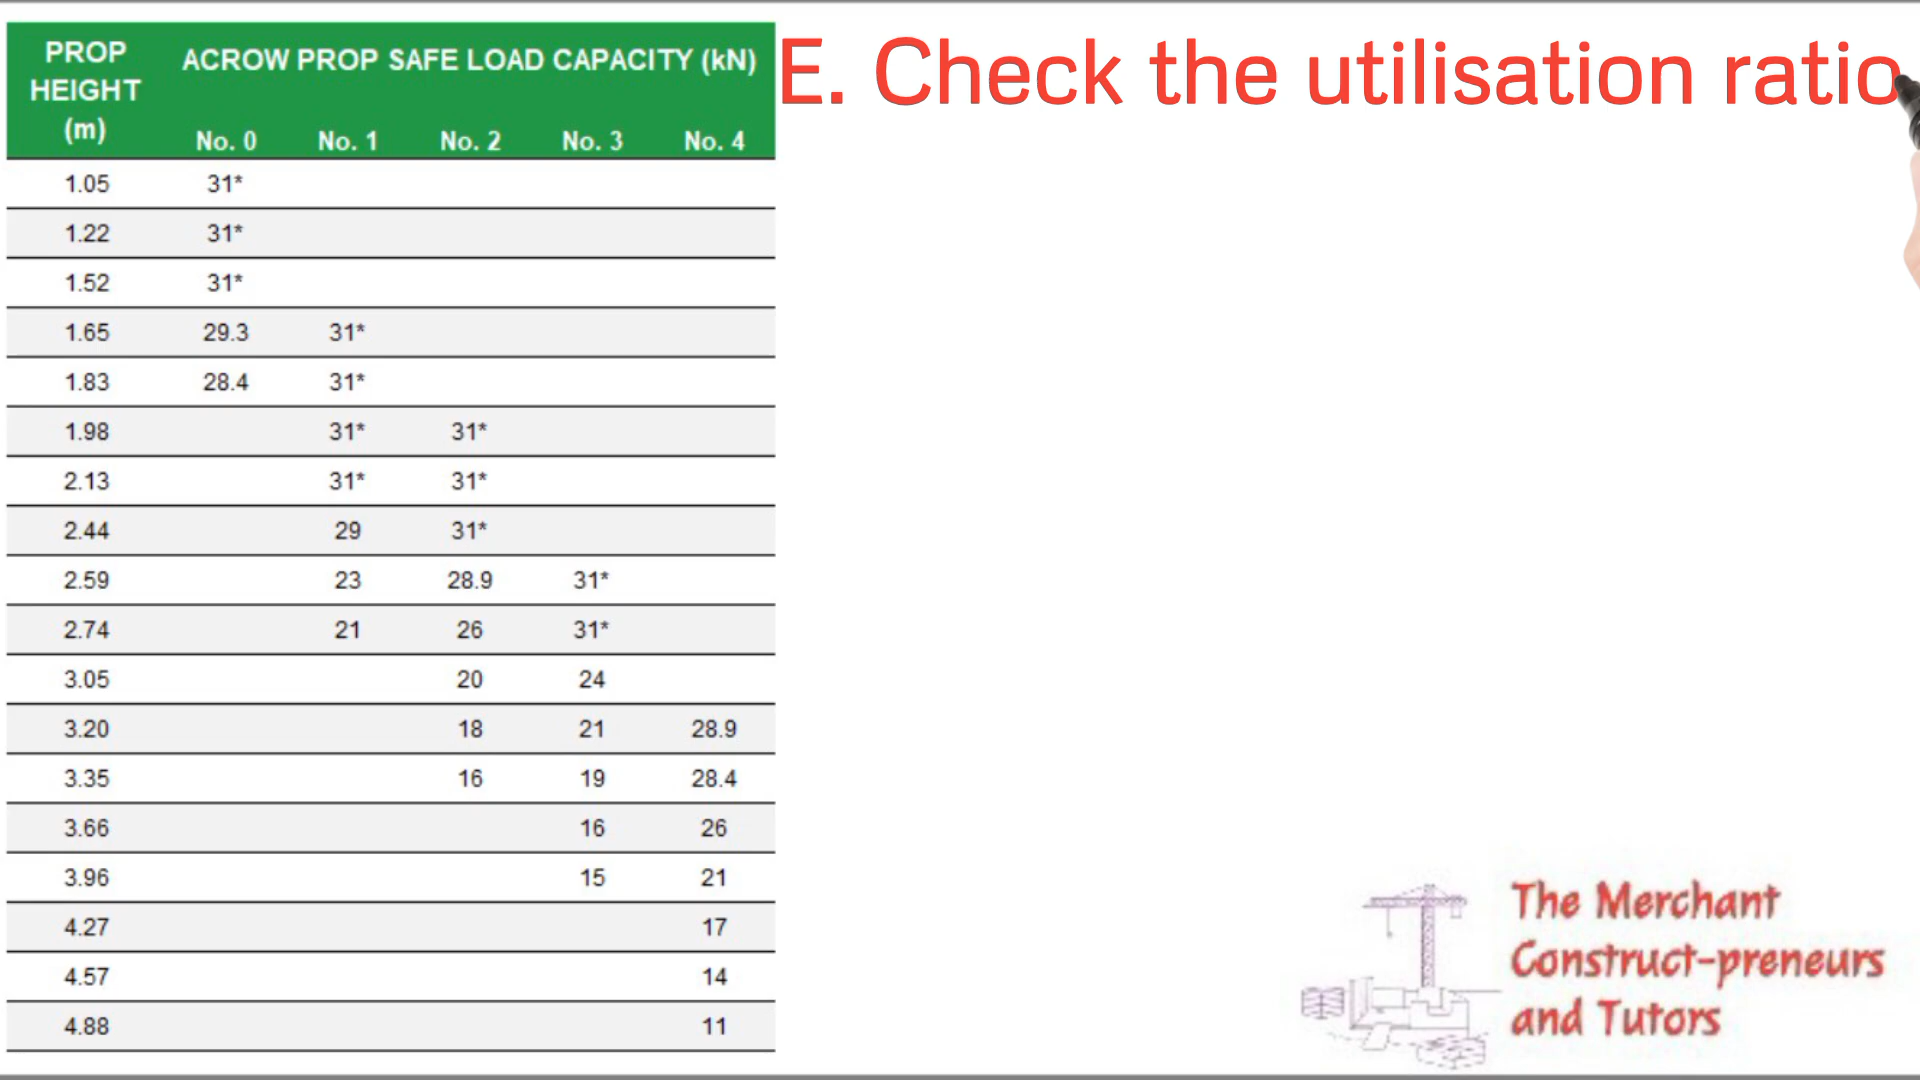 PROP HEIGHT (m) ACROW PROP SAFE LOAD CAPACITY (kN)
No. 0 No. 1 No. 2 No. 3 No. 4
1.05 31*
1.22 31*
1.52 31*
1.65 29.3 31*
1.83 28.4 31*
1.98 31* 31*
2.13 31* 31*
2.44 29 31*
2.59 23 28.9 31*
2.74 21 26 31*
3.05 20 24
3.20 18 21 28.9
3.35 16 19 28.4
3.66 16 26
3.96 15 21
4.27 17
4.57 14
4.88 11
E. Check the utilisation ratio
The Merchant
Construct-preneurs
and Tutors